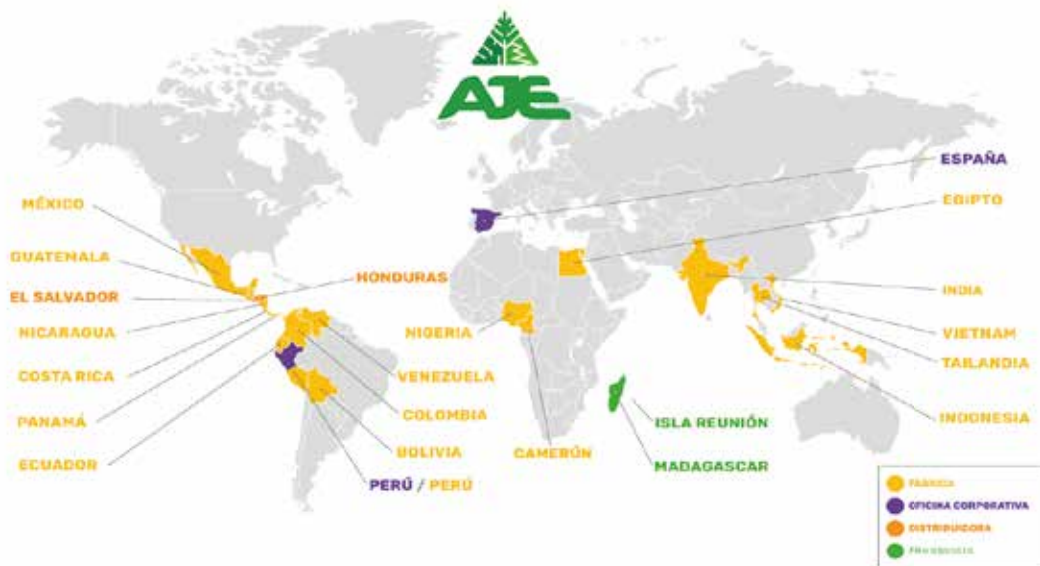 AJE
ESPAÑA
MÉXICO
EGIPTO
GUATEMALA
HONDURAS
EL SALVADOR
INDIA
NICARAGUA
NIGERIA
VIETNAM
COSTA RICA
VENEZUELA
TAILANDIA
PANAMÁ
COLOMBIA
ISLA REUNIÓN
INDONESIA
ECUADOR
BOLIVIA
CAMERÚN
MADAGASCAR
PERÚ / PERÚ
FÁBRICA
OFICINA CORPORATIVA
DISTRIBUIDORA